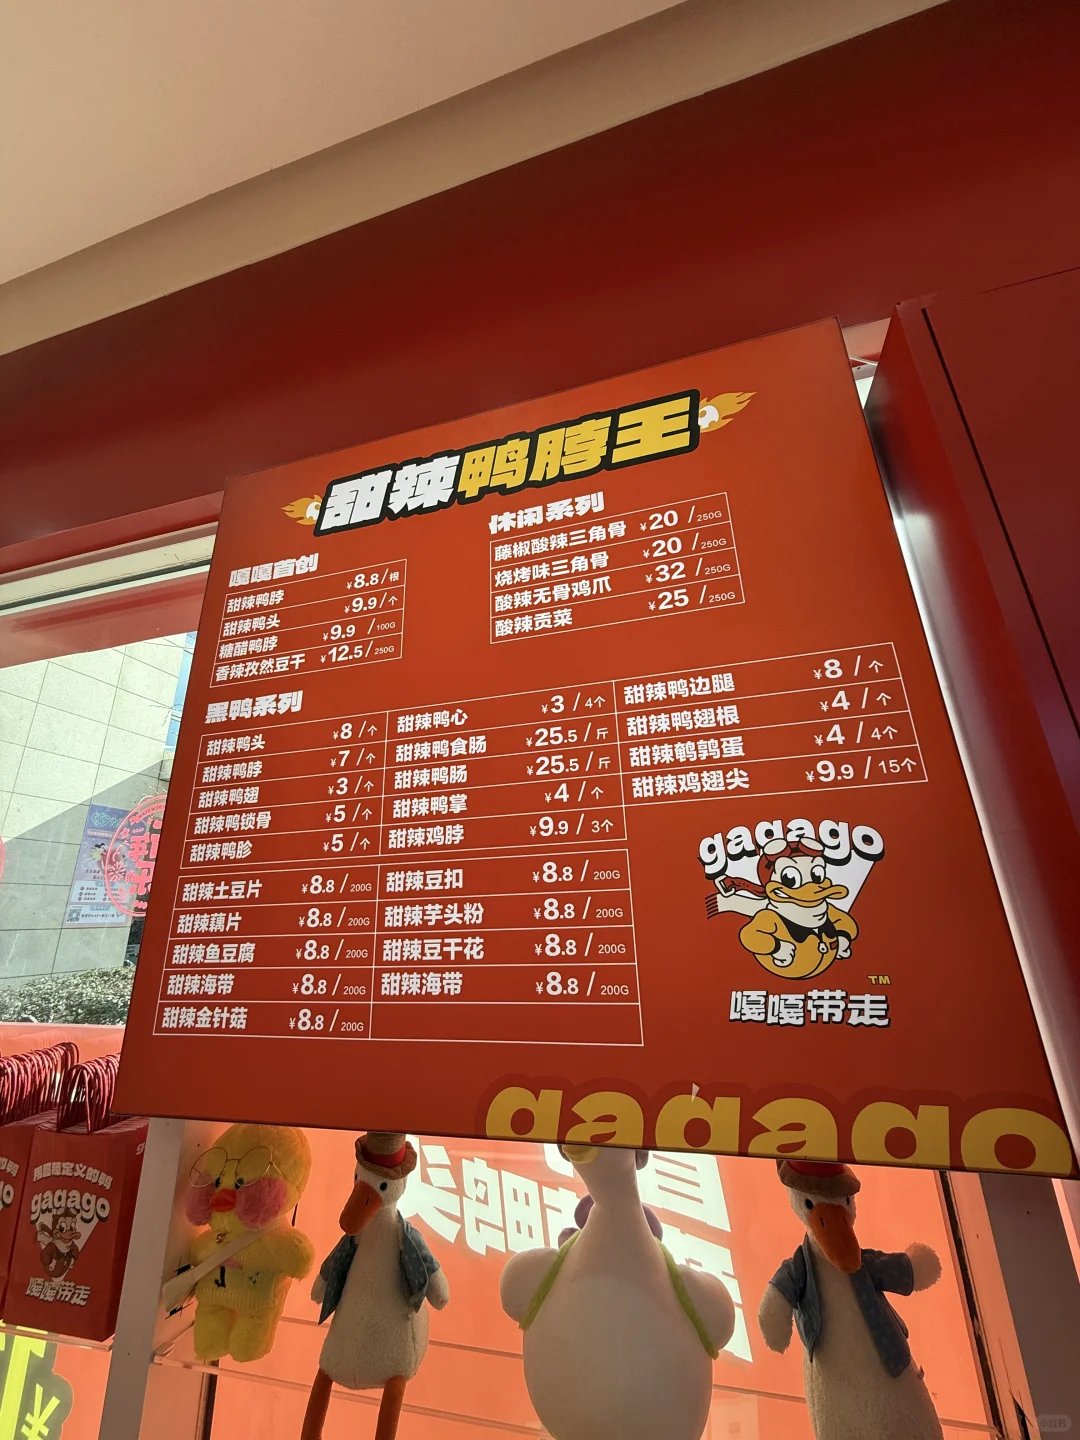 甜辣鸭脖王
嘎嘎首创
甜辣鸭脖 ¥8.8/根
甜辣鸭头 ¥9.9/个
糖醋鸭脖 ¥9.9 /100G
香辣孜然豆干 ¥12.5/250G
休闲系列
藤椒酸辣三角骨 ¥20 /250G
烧烤味三角骨 ¥20 /250G
酸辣无骨鸡爪 ¥32 /250G
酸辣贡菜 ¥25 /250G
黑鸭系列
甜辣鸭头 ¥8 /个
甜辣鸭脖 ¥7 /个
甜辣鸭翅 ¥3 /个
甜辣鸭锁骨 ¥5 /个
甜辣鸭胗 ¥5 /个
甜辣鸭心 ¥3 / 4个
甜辣鸭食肠 ¥25.5 / 斤
甜辣鸭肠 ¥25.5 / 斤
甜辣鸭掌 ¥4 / 个
甜辣鸡脖 ¥9.9 / 3个
甜辣鸭边腿 ¥8 / 个
甜辣鸭翅根 ¥4 / 个
甜辣鹌鹑蛋 ¥4 / 4个
甜辣鸡翅尖 ¥9.9 / 15个
甜辣土豆片 ¥8.8 / 200G
甜辣藕片 ¥8.8 / 200G
甜辣鱼豆腐 ¥8.8 / 200G
甜辣海带 ¥8.8 / 200G
甜辣金针菇 ¥8.8 / 200G
甜辣豆扣 ¥8.8 / 200G
甜辣芋头粉 ¥8.8 / 200G
甜辣豆干花 ¥8.8 / 200G
甜辣海带 ¥8.8 / 200G
gagago
TM
嘎嘎带走
gagago
gagago
嘎嘎带走
小红书